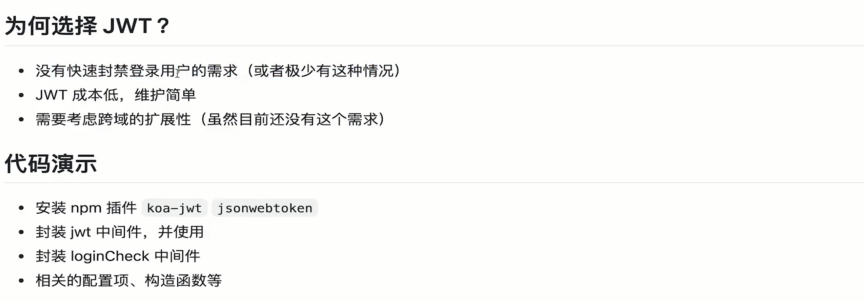 为何选择 JWT？
没有快速封禁登录用户的需求（或者极少有这种情况）
JWT 成本低，维护简单
需要考虑跨域的扩展性（虽然目前还没有这个需求）
代码演示
安装 npm 插件 koa-jwt jsonwebtoken
封装 jwt 中间件，并使用
封装 loginCheck 中间件
相关的配置项、构造函数等